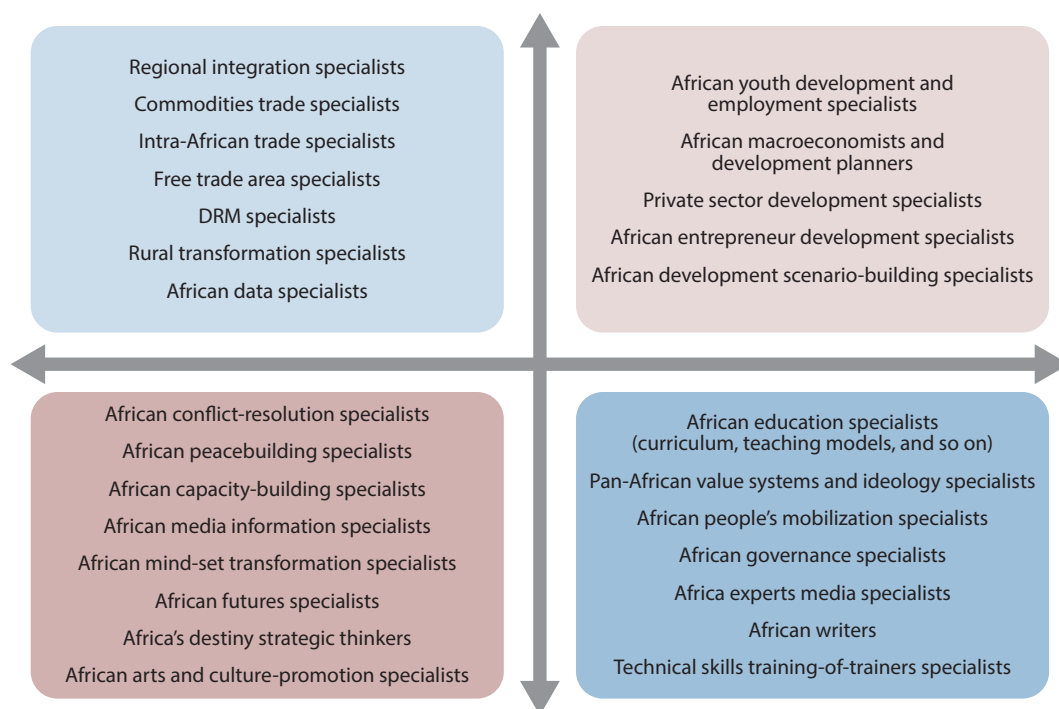 Regional integration specialists
Commodities trade specialists
Intra-African trade specialists
Free trade area specialists
DRM specialists
Rural transformation specialists
African data specialists
African youth development and
employment specialists
African macroeconomists and
development planners
Private sector development specialists
African entrepreneur development specialists
African development scenario-building specialists
African conflict-resolution specialists
African peacebuilding specialists
African capacity-building specialists
African media information specialists
African mind-set transformation specialists
African futures specialists
Africa's destiny strategic thinkers
African arts and culture-promotion specialists
African education specialists
(curriculum, teaching models, and so on)
Pan-African value systems and ideology specialists
African people's mobilization specialists
African governance specialists
Africa experts media specialists
African writers
Technical skills training-of-trainers specialists